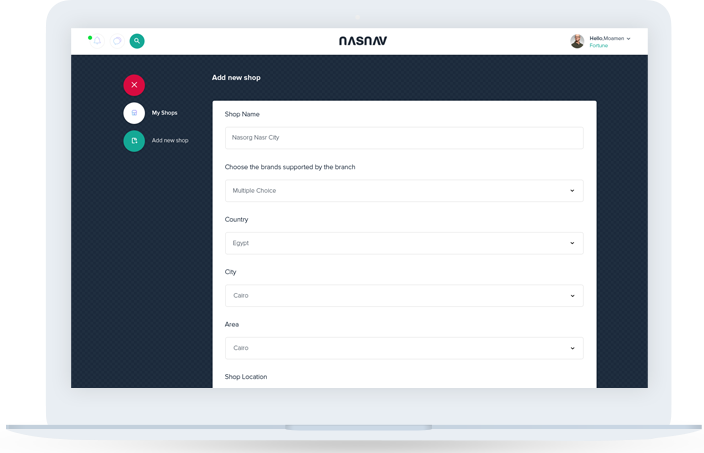 NASNAV
Hello,Moamen
Fortune
Add new shop
My Shops
Add new shop
Shop Name
Nasorg Nasr City
Choose the brands supported by the branch
Multiple Choice
Country
Egypt
City
Cairo
Area
Cairo
Shop Location